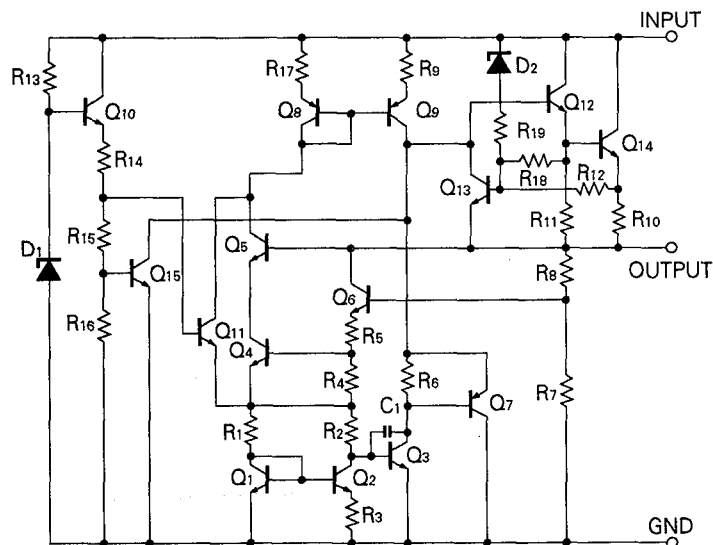 INPUT
R13
R17
R9
D2
Q10
Q8
Q9
Q12
R19
Q14
R14
R18
R12
Q13
R15
R11
R10
D1
Q15
Q5
OUTPUT
R8
R16
Q6
Q11
R5
Q4
R4
R6
R7
C1
Q7
R1
R2
Q3
Q1
Q2
R3
GND